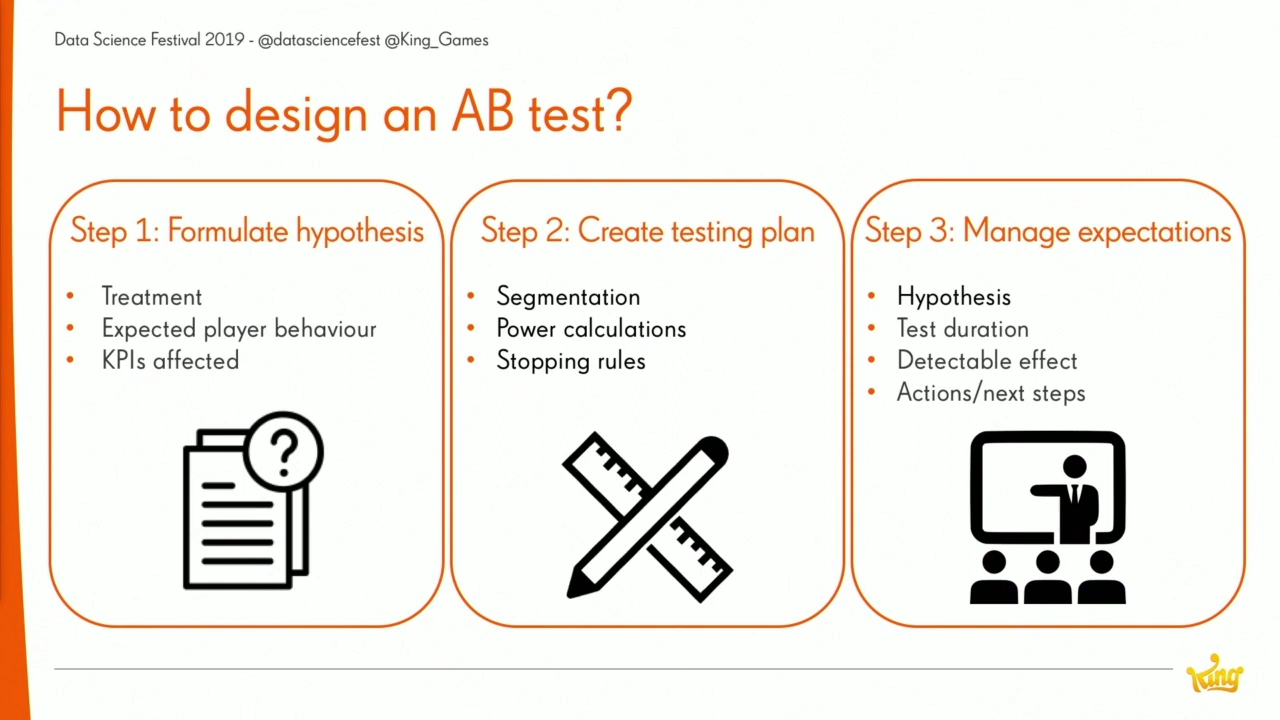 Data Science Festival 2019 - @datasciencefest @King_Games
How to design an AB test?
Step 1: Formulate hypothesis
• Treatment
• Expected player behaviour
• KPIs affected
?
Step 2: Create testing plan
• Segmentation
• Power calculations
• Stopping rules
Step 3: Manage expectations
• Hypothesis
• Test duration
• Detectable effect
• Actions/next steps
King